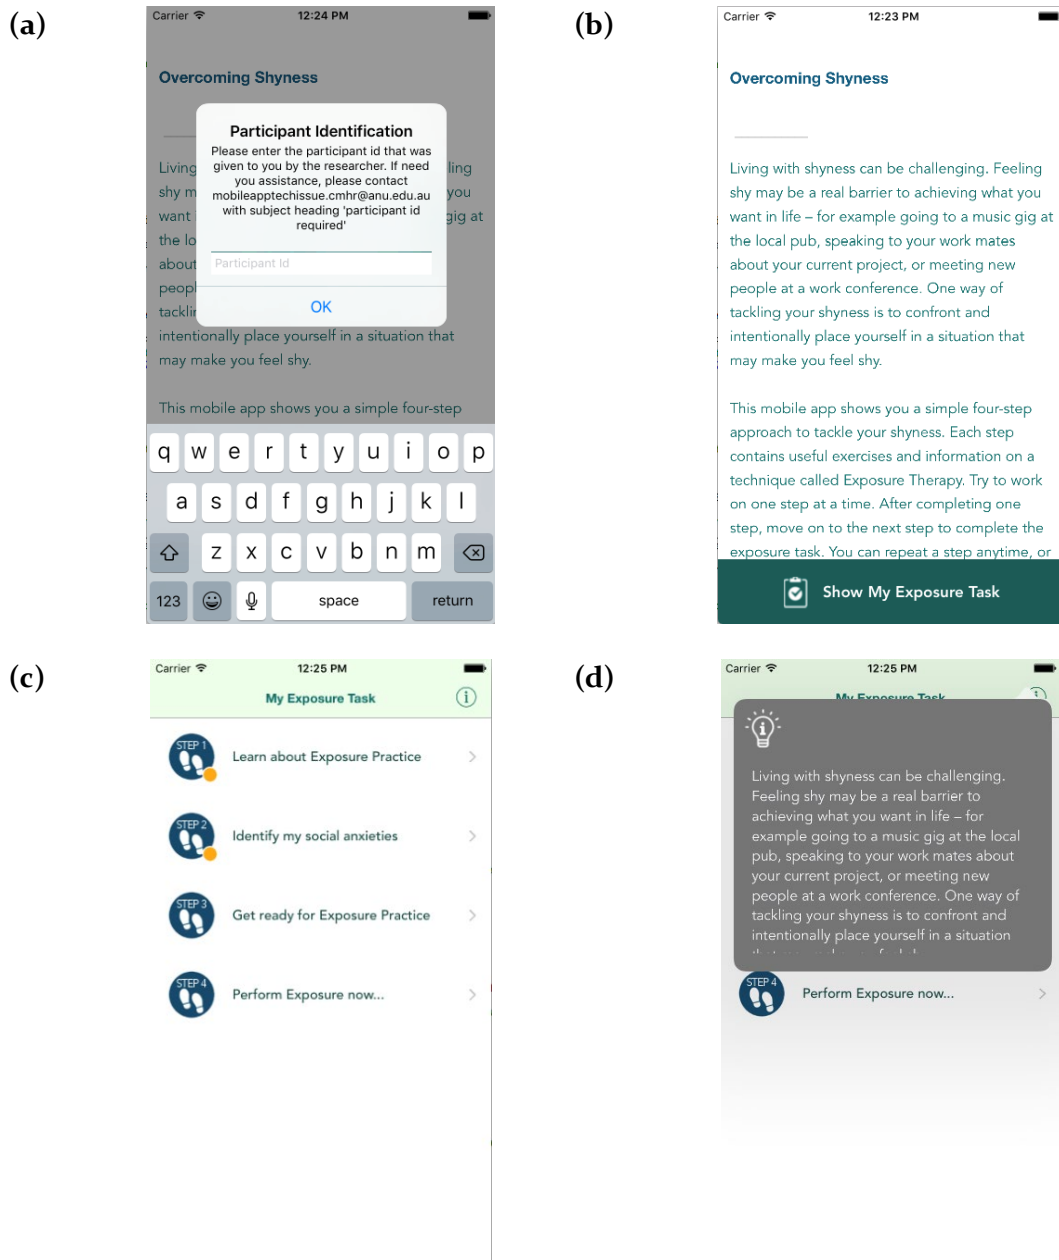 (a)
Carrier 12:24 PM
Overcoming Shyness
Participant Identification
Please enter the participant id that was
given to you by the researcher. If need
you assistance, please contact
mobileapptechissue.cmhr@anu.edu.au
with subject heading 'participant id
required'
Participant Id
OK
Living ling
shy m you
want gig at
the lo
about
peopl
tacklin
intentionally place yourself in a situation that
may make you feel shy.
This mobile app shows you a simple four-step
q w e r t y u i o p
a s d f g h j k l
z x c v b n m
123 space return
(b)
Carrier 12:23 PM
Overcoming Shyness
Living with shyness can be challenging. Feeling
shy may be a real barrier to achieving what you
want in life – for example going to a music gig at
the local pub, speaking to your work mates
about your current project, or meeting new
people at a work conference. One way of
tackling your shyness is to confront and
intentionally place yourself in a situation that
may make you feel shy.
This mobile app shows you a simple four-step
approach to tackle your shyness. Each step
contains useful exercises and information on a
technique called Exposure Therapy. Try to work
on one step at a time. After completing one
step, move on to the next step to complete the
exposure task. You can repeat a step anytime, or
Show My Exposure Task
(c)
Carrier 12:25 PM
My Exposure Task
STEP 1 Learn about Exposure Practice
STEP 2 Identify my social anxieties
STEP 3 Get ready for Exposure Practice
STEP 4 Perform Exposure now...
(d)
Carrier 12:25 PM
My Exposure Task
Living with shyness can be challenging.
Feeling shy may be a real barrier to
achieving what you want in life – for
example going to a music gig at the local
pub, speaking to your work mates about
your current project, or meeting new
people at a work conference. One way of
tackling your shyness is to confront and
intentionally place yourself in a situation
STEP 4 Perform Exposure now...